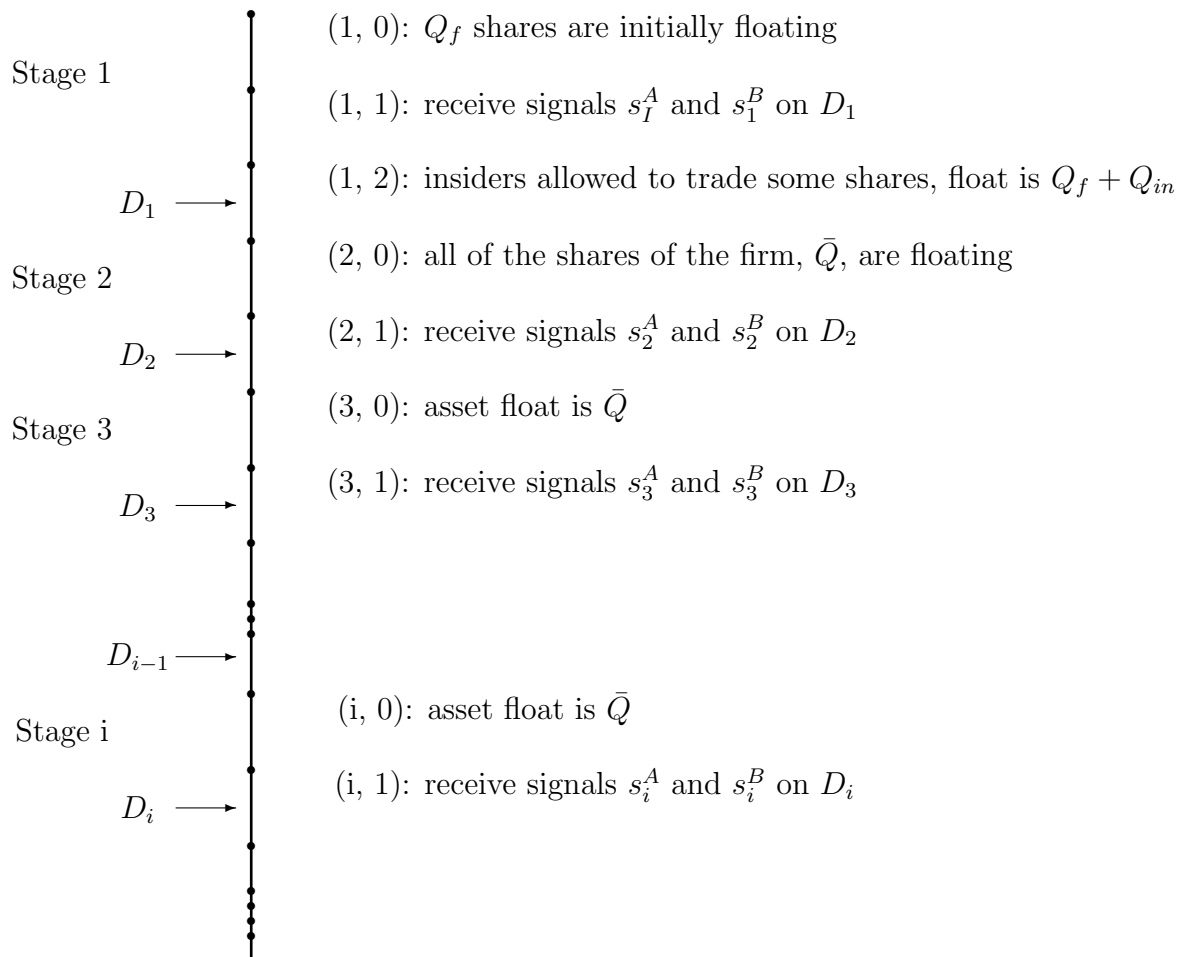 (1, 0): Q_f shares are initially floating
Stage 1
(1, 1): receive signals s_I^A and s_1^B on D_1
(1, 2): insiders allowed to trade some shares, float is Q_f + Q_{in}
D_1
(2, 0): all of the shares of the firm, Q̄, are floating
Stage 2
(2, 1): receive signals s_2^A and s_2^B on D_2
D_2
(3, 0): asset float is Q̄
Stage 3
(3, 1): receive signals s_3^A and s_3^B on D_3
D_3
D_{i−1}
(i, 0): asset float is Q̄
Stage i
(i, 1): receive signals s_i^A and s_i^B on D_i
D_i